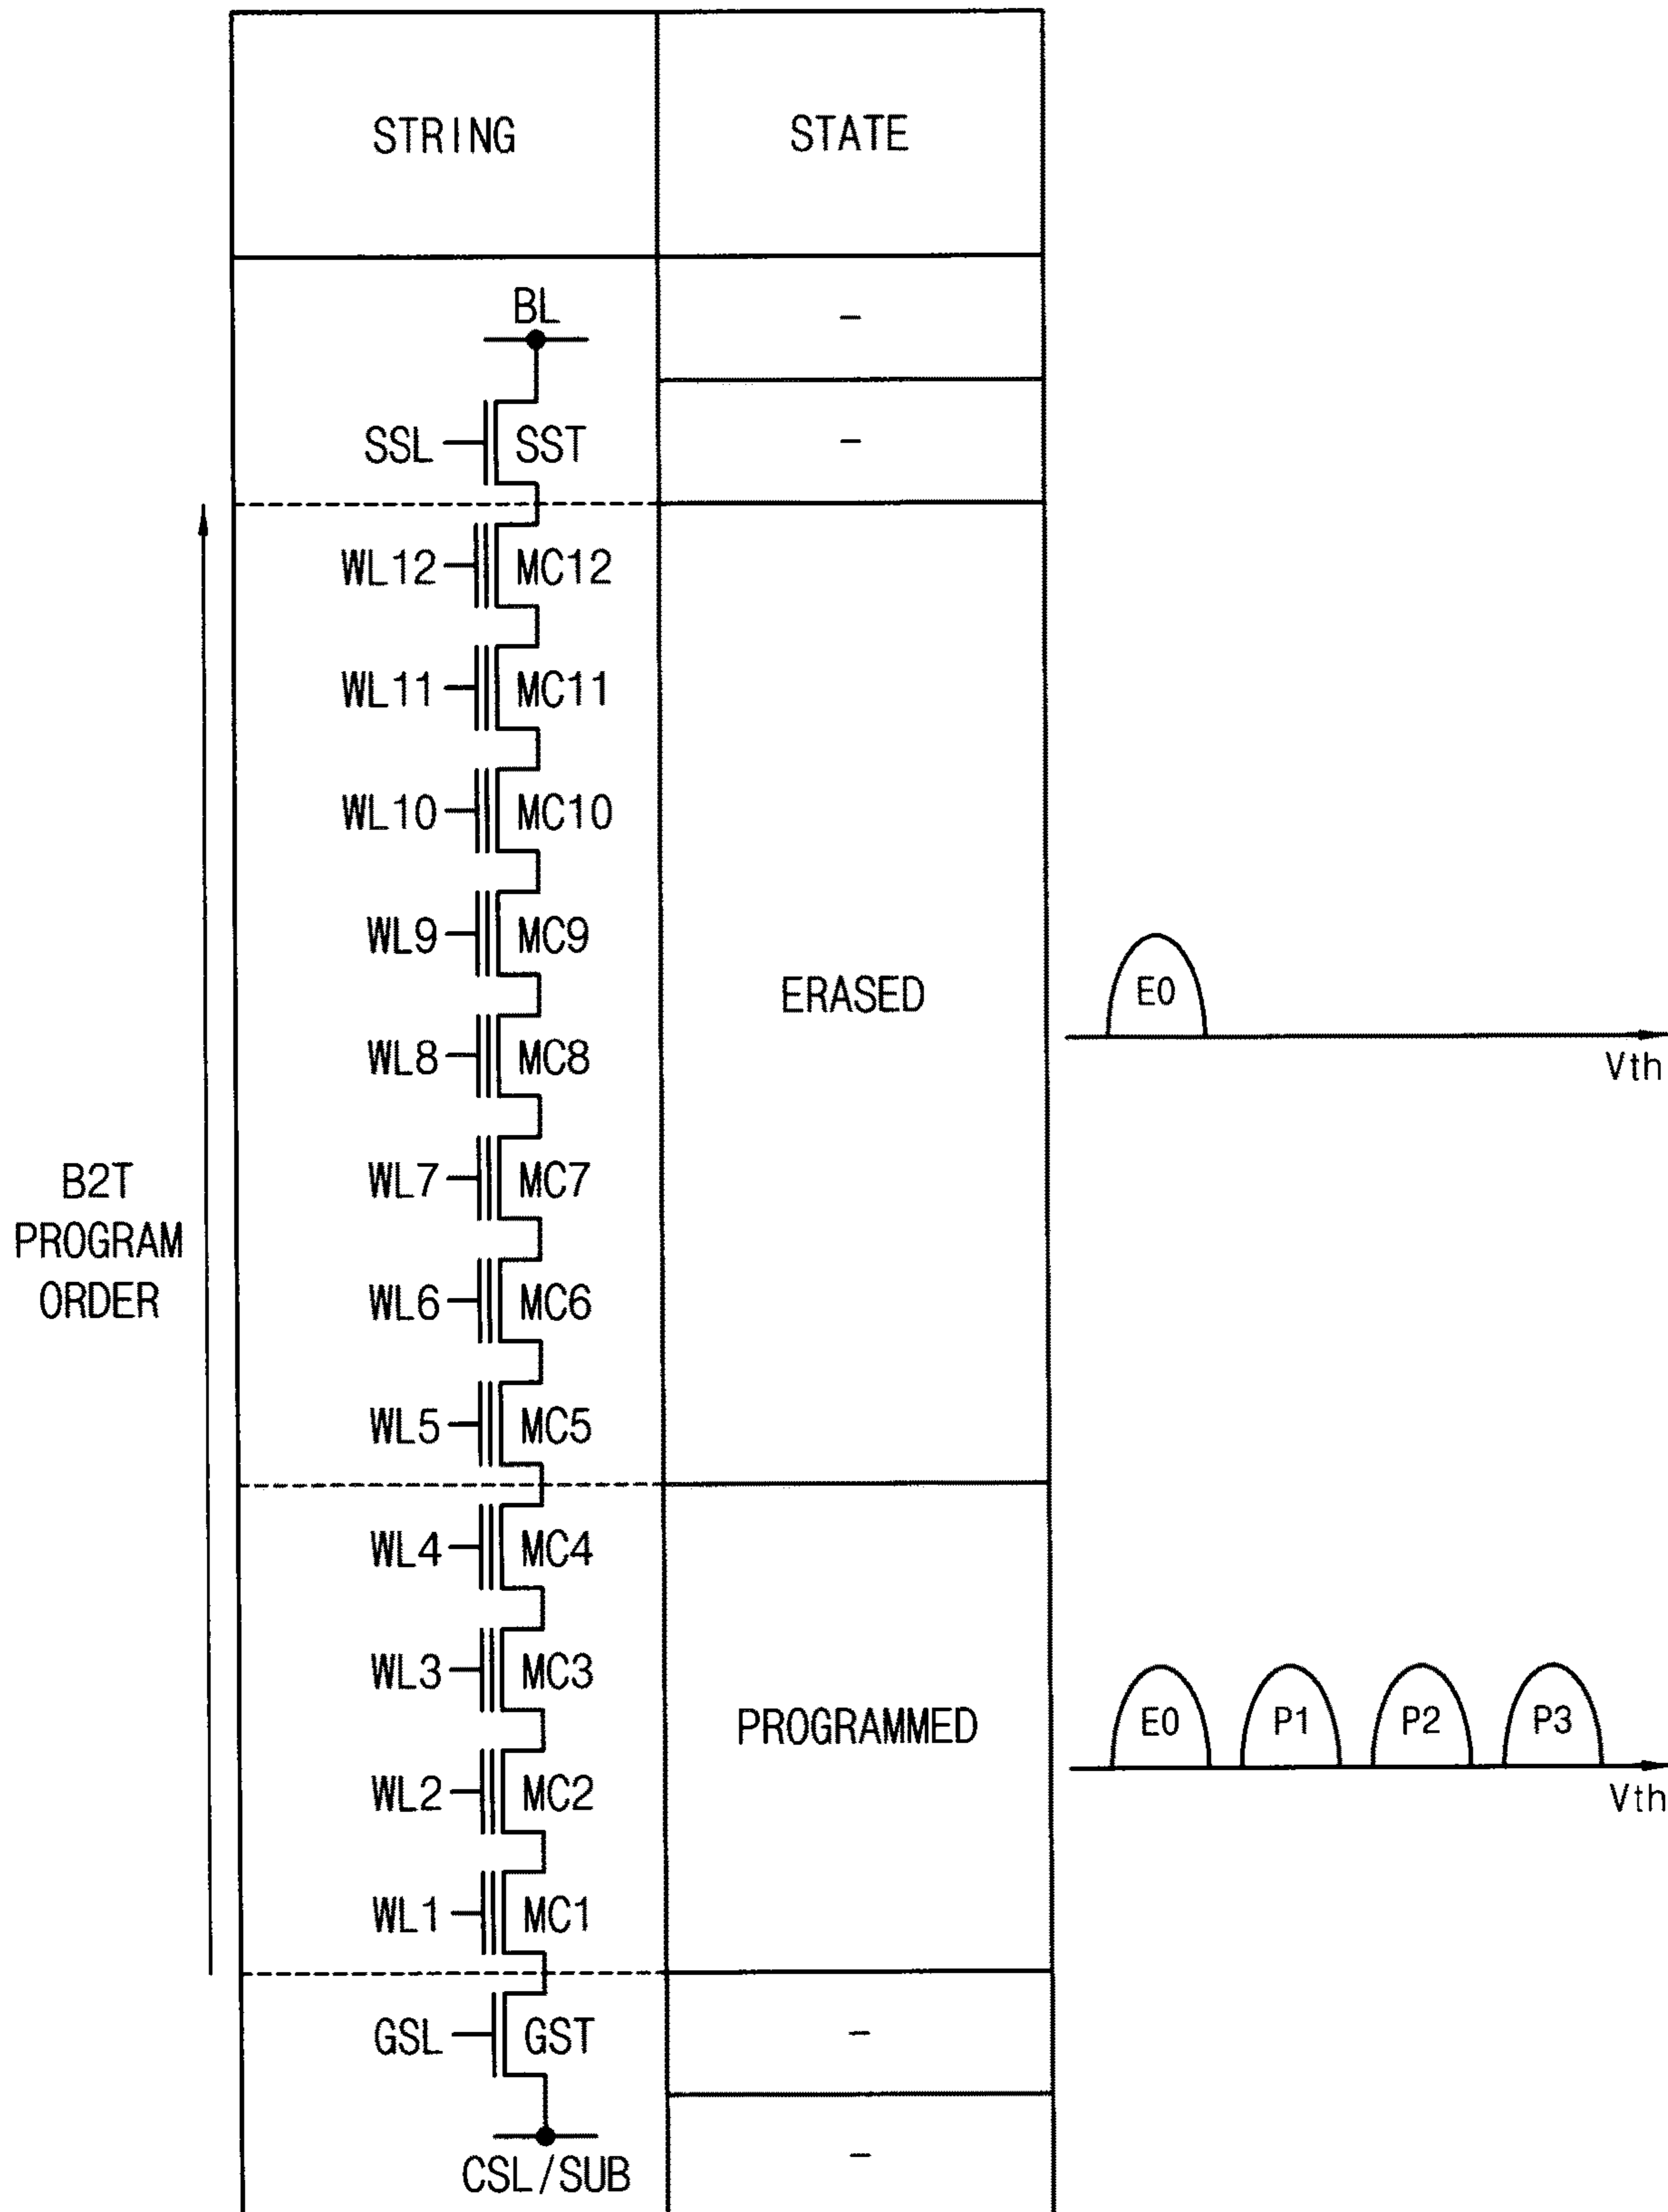 STRING STATE
BL -
SSL SST -
WL12 MC12
WL11 MC11
WL10 MC10
WL9 MC9
ERASED E0
Vth
WL8 MC8
WL7 MC7
B2T
PROGRAM
ORDER
WL6 MC6
WL5 MC5
WL4 MC4
WL3 MC3
PROGRAMMED E0 P1 P2 P3
Vth
WL2 MC2
WL1 MC1
GSL GST -
CSL/SUB -